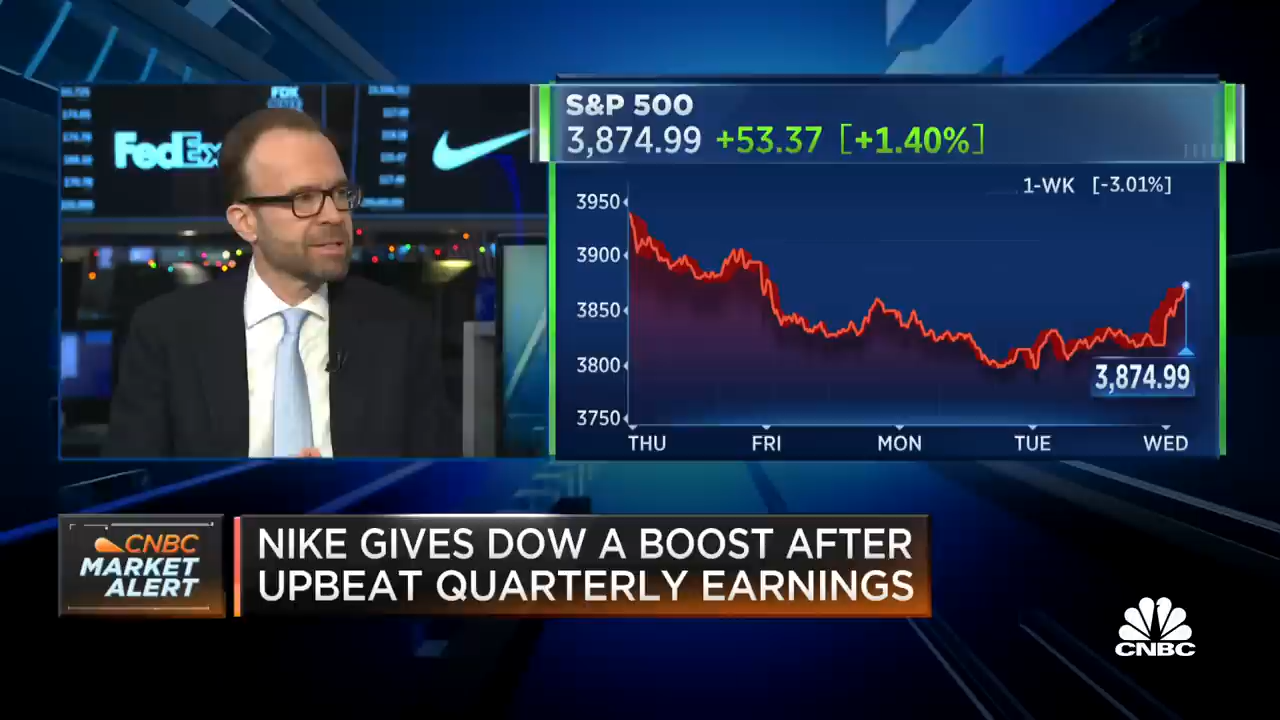 FedEx
S&P 500
3,874.99 +53.37 [+1.40%]
1-WK [-3.01%]
3950
3900
3850
3800
3750
3,874.99
THU FRI MON TUE WED
CNBC
MARKET
ALERT
NIKE GIVES DOW A BOOST AFTER
UPBEAT QUARTERLY EARNINGS
CNBC